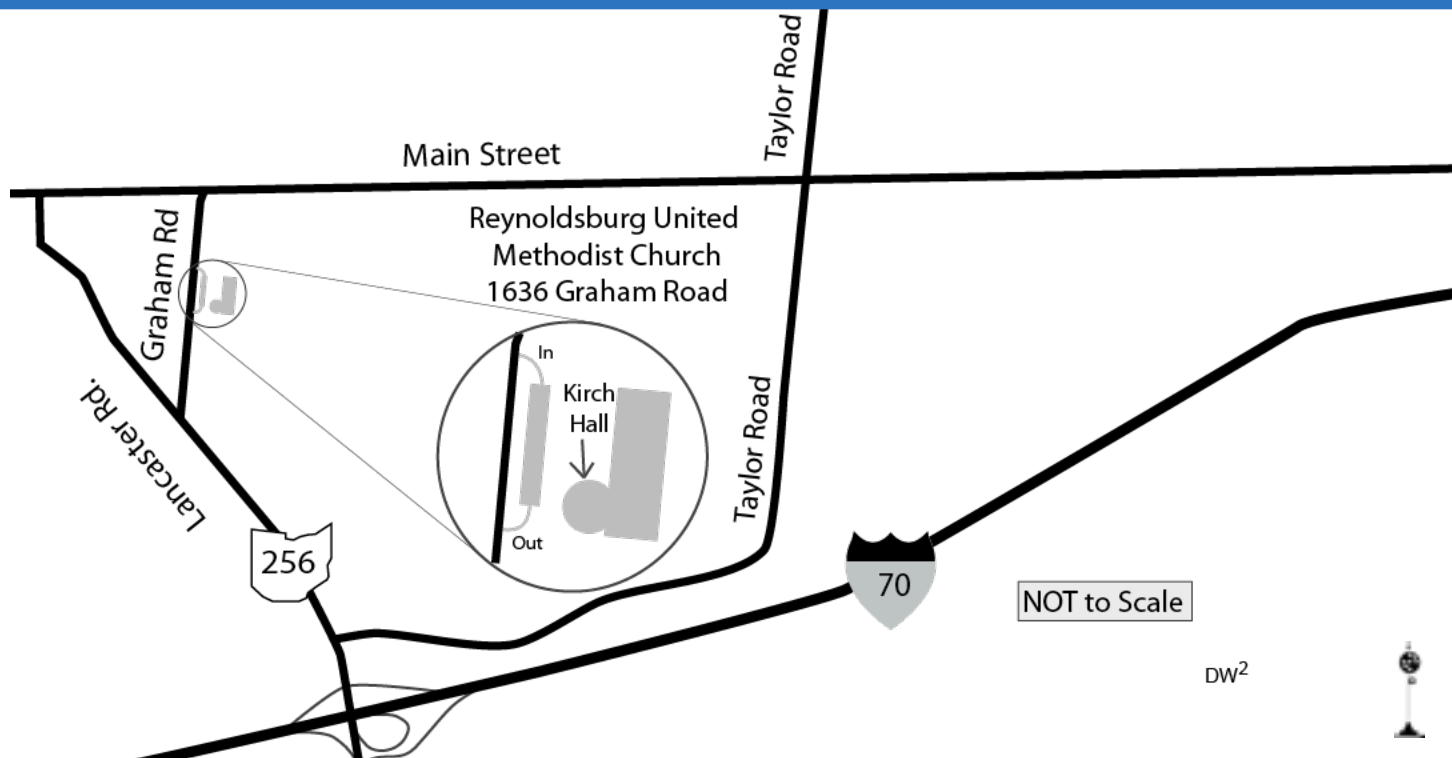 Taylor Road
Main Street
Graham Rd
Reynoldsburg United
Methodist Church
1636 Graham Road
In
Kirch
Hall
Out
Taylor Road
Lancaster Rd.
256
70
NOT to Scale
DW²